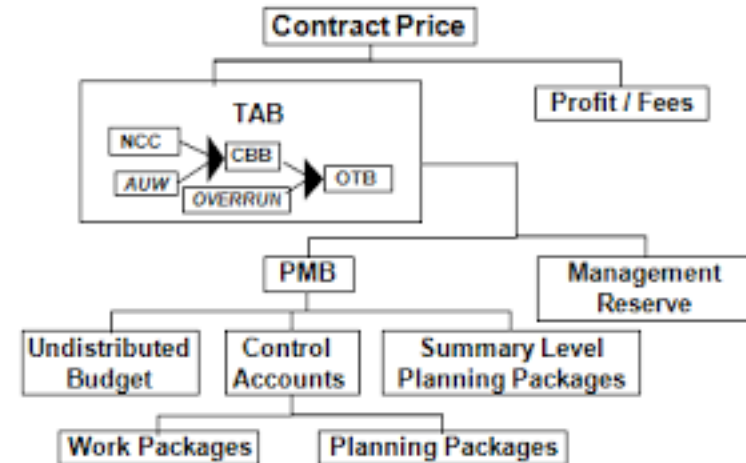 Contract Price
TAB
Profit / Fees
NCC
CBB
AUW
OTB
OVERRUN
PMB
Management
Reserve
Undistributed
Budget
Control
Accounts
Summary Level
Planning Packages
Work Packages
Planning Packages